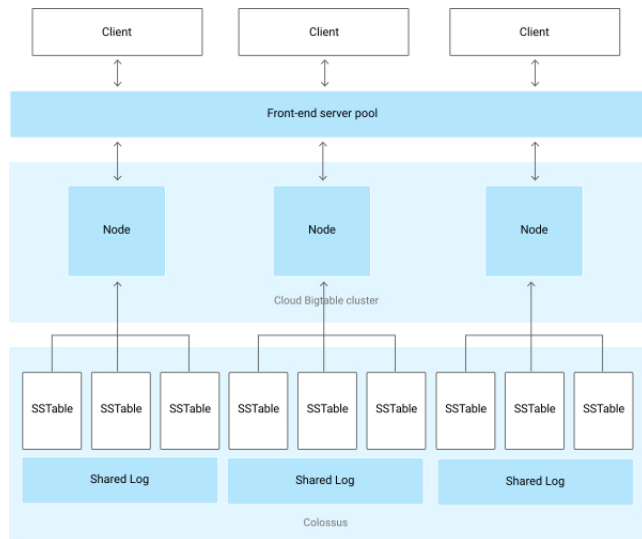 Client
Client
Client
Front-end server pool
Node
Node
Node
Cloud Bigtable cluster
SSTable
SSTable
SSTable
SSTable
SSTable
SSTable
SSTable
SSTable
SSTable
Shared Log
Shared Log
Shared Log
Colossus